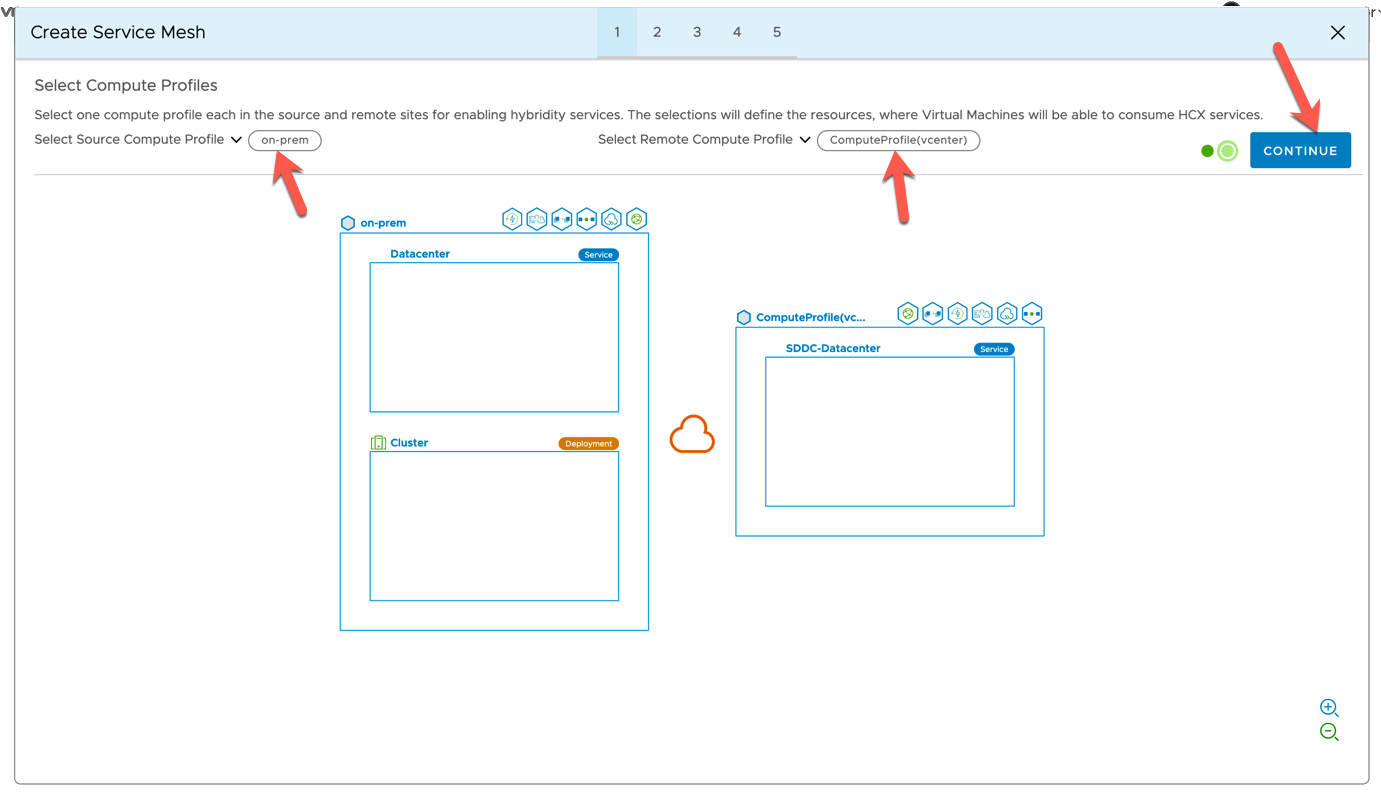 Create Service Mesh
1 2 3 4 5
Select Compute Profiles
Select one compute profile each in the source and remote sites for enabling hybridity services. The selections will define the resources, where Virtual Machines will be able to consume HCX services.
Select Source Compute Profile on-prem Select Remote Compute Profile ComputeProfile(vcenter)
CONTINUE
on-prem
Datacenter Service
Cluster Deployment
ComputeProfile(vc...
SDDC-Datacenter Service